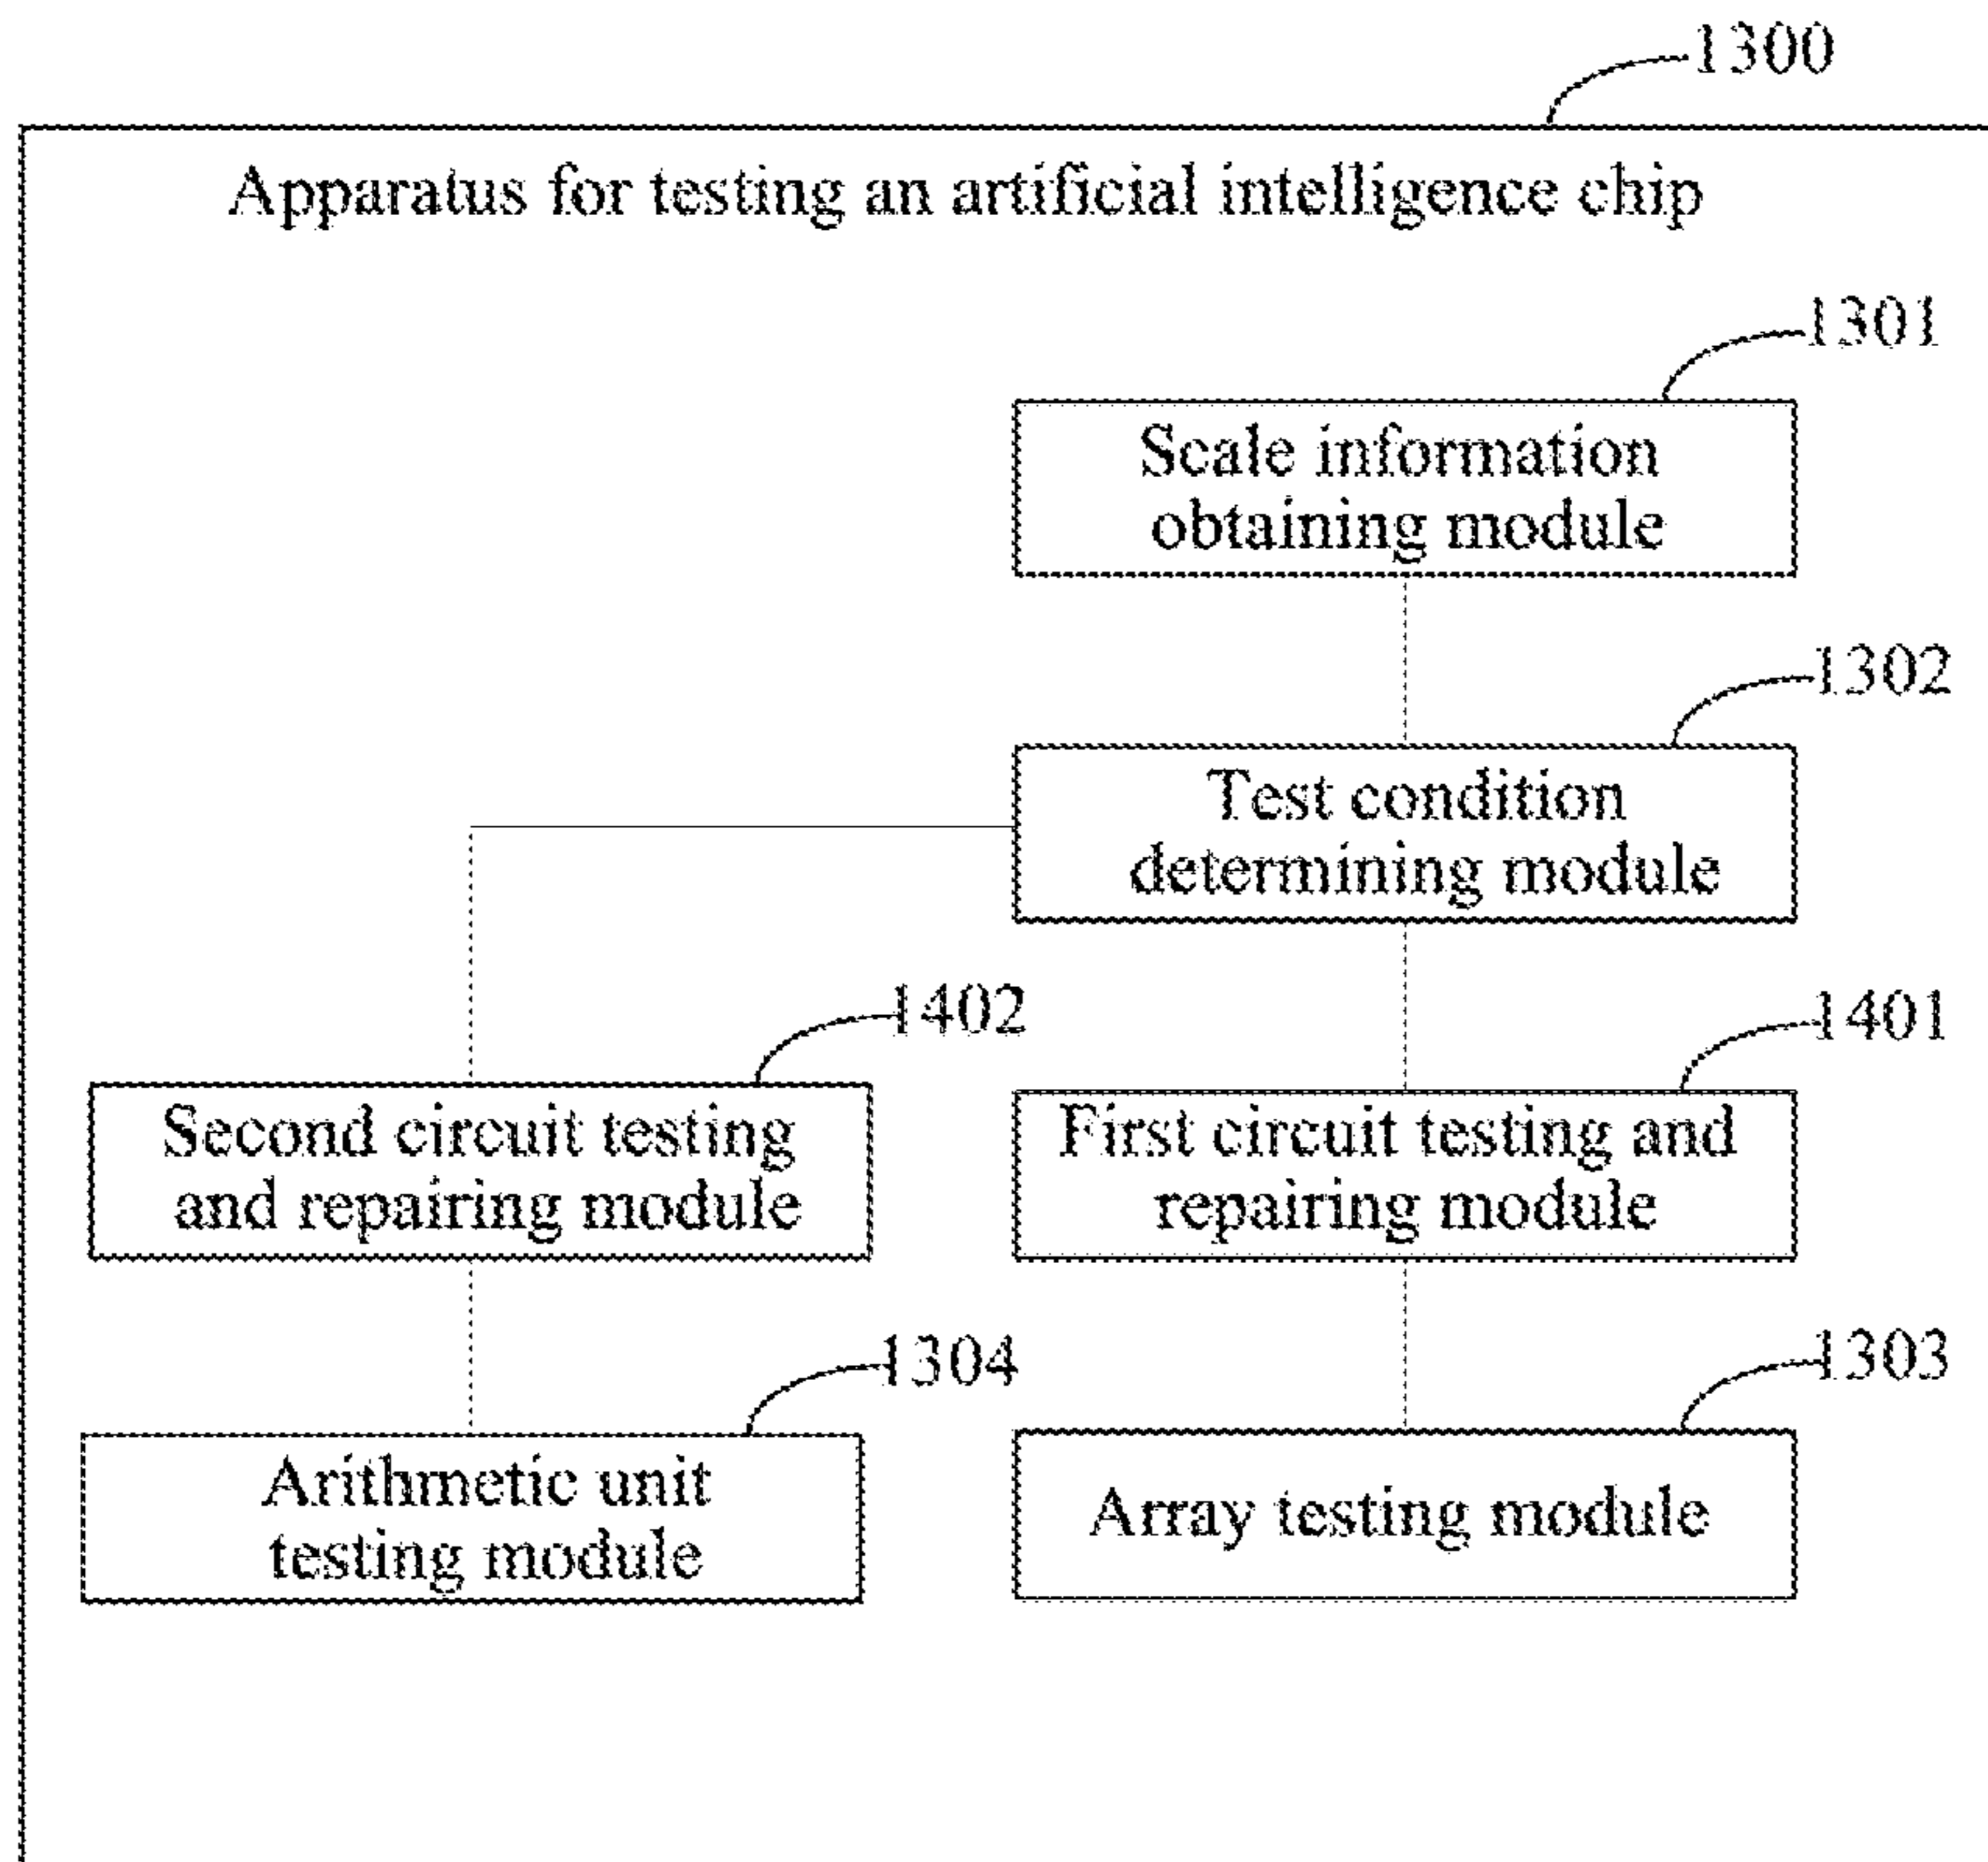 1300
Apparatus for testing an artificial intelligence chip
1301
Scale information
obtaining module
1302
Test condition
determining module
1402
1401
Second circuit testing
and repairing module
First circuit testing and
repairing module
1304
1303
Arithmetic unit
testing module
Array testing module